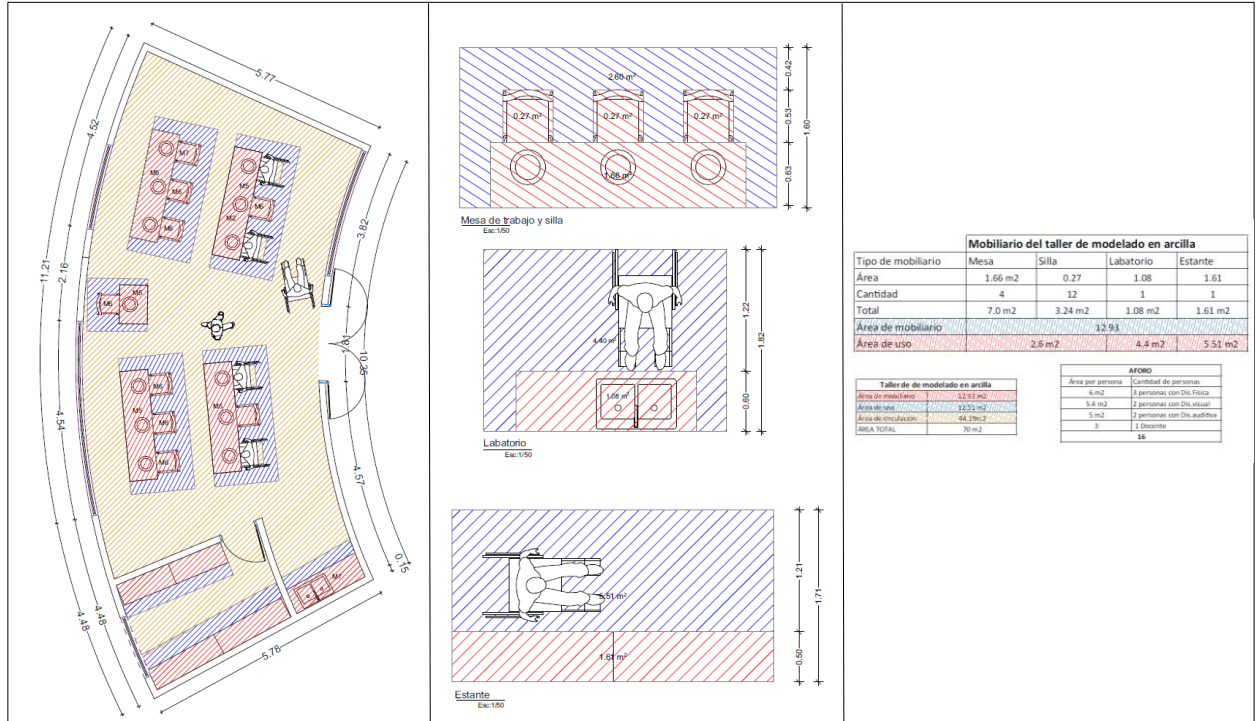 5.77
4.52
11.21
2.16
4.54
4.48
4.48
5.78
3.82
1.81
10.35
4.57
0.15
M7
M5
M6
M6
M5
M6
M2
M6
M5
M6
M5
M6
M6
M5
M7
2.60 m²
0.27 m²
0.27 m²
0.27 m²
1.66 m²
0.42
0.53
0.63
1.60
Mesa de trabajo y silla
Esc:1/50
4.40 m²
1.08 m²
1.22
0.60
1.82
Labatorio
Esc:1/50
5.51 m²
1.61 m²
1.21
0.50
1.71
Estante
Esc:1/50
Mobiliario del taller de modelado en arcilla
Tipo de mobiliario Mesa Silla Labatorio Estante
Área 1.66 m2 0.27 1.08 1.61
Cantidad 4 12 1 1
Total 7.0 m2 3.24 m2 1.08 m2 1.61 m2
Área de mobiliario 12.93
Área de uso 2.6 m2 4.4 m2 5.51 m2
Taller de de modelado en arcilla
Área de mobiliario 12.93 m2
Área de uso 12.51 m2
Área de circulación 44.39m2
ÁREA TOTAL 70 m2
AFORO
Área por persona Cantidad de personas
6 m2 3 personas con Dis.Física
5.4 m2 2 personas con Dis.visual
5 m2 2 personas con Dis.auditiva
3 1 Docente
16